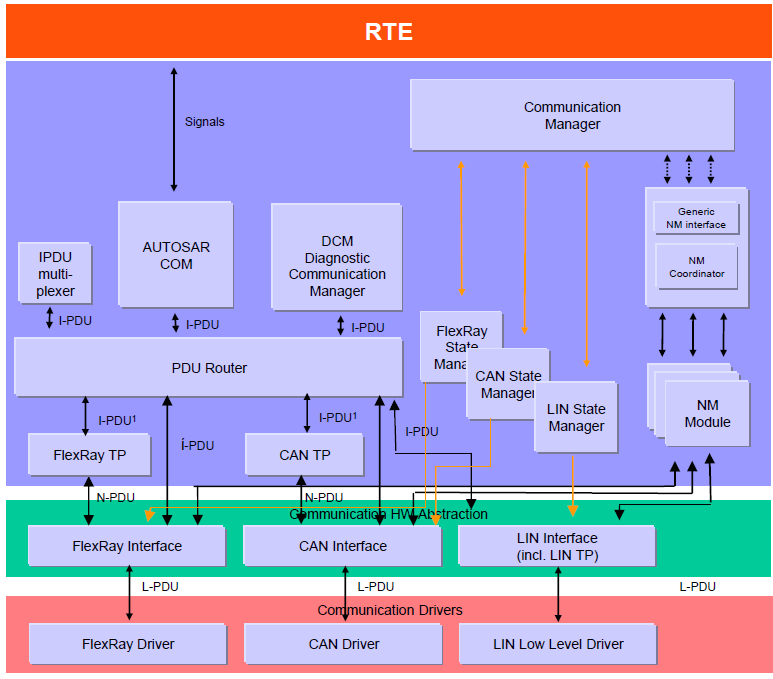 RTE
Signals
Communication
Manager
Generic
NM interface
NM
Coordinator
IPDU
multi-
plexer
AUTOSAR
COM
DCM
Diagnostic
Communication
Manager
I-PDU
I-PDU
I-PDU
PDU Router
FlexRay
State
Mana
CAN State
Manager
LIN State
Manager
NM
Module
I-PDU1
I-PDU
I-PDU1
I-PDU
FlexRay TP
CAN TP
N-PDU
N-PDU
Communication HW Abstraction
FlexRay Interface
CAN Interface
LIN Interface
(incl. LIN TP)
L-PDU
L-PDU
L-PDU
Communication Drivers
FlexRay Driver
CAN Driver
LIN Low Level Driver